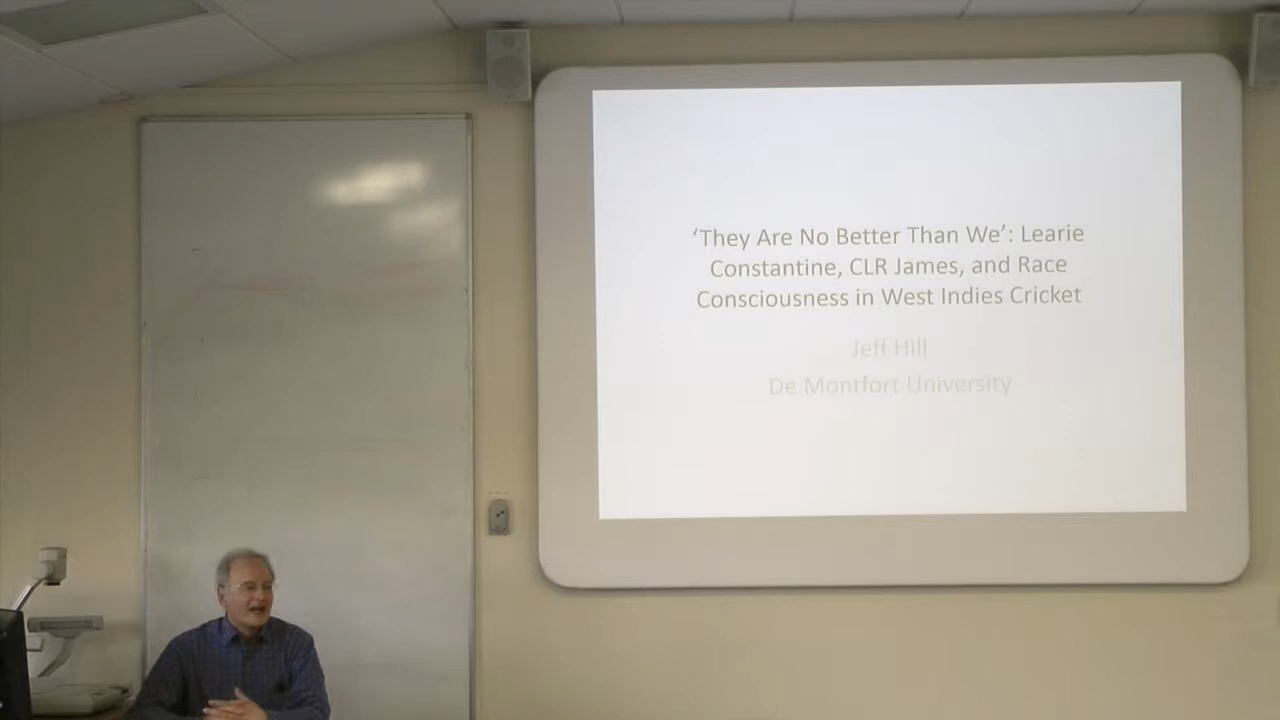 ‘They Are No Better Than We’: Learie
Constantine, CLR James, and Race
Consciousness in West Indies Cricket
Jeff Hill
De Montfort University